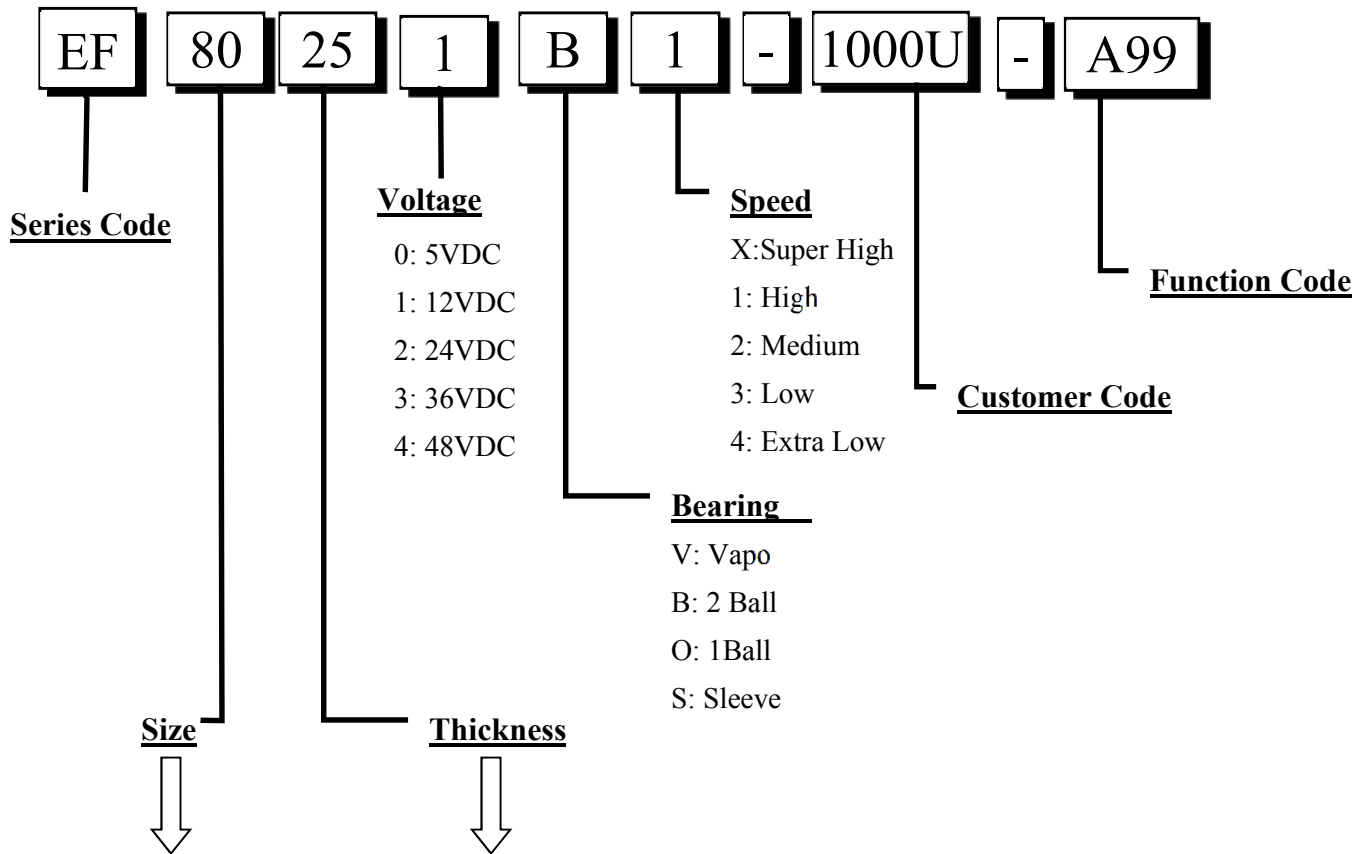 EF 80 25 1 B 1 - 1000U - A99
Series Code
Voltage
0: 5VDC
1: 12VDC
2: 24VDC
3: 36VDC
4: 48VDC
Speed
X:Super High
1: High
2: Medium
3: Low
4: Extra Low
Function Code
Customer Code
Bearing
V: Vapo
B: 2 Ball
O: 1Ball
S: Sleeve
Size
Thickness